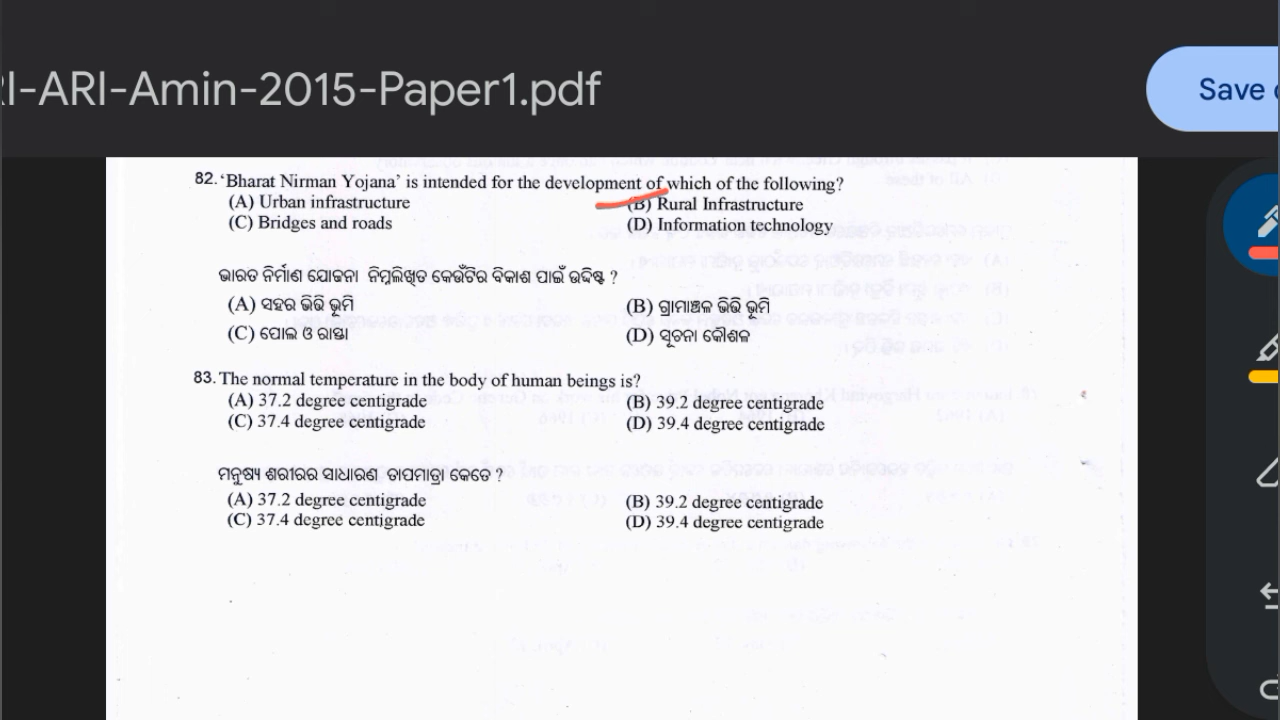 RI-ARI-Amin-2015-Paper1.pdf
Save
82. 'Bharat Nirman Yojana' is intended for the development of which of the following?
(A) Urban infrastructure (B) Rural Infrastructure
(C) Bridges and roads (D) Information technology
ଭାରତ ନିର୍ମାଣ ଯୋଜନା ନିମ୍ନଲିଖିତ କେଉଁଟିର ବିକାଶ ପାଇଁ ଉଦ୍ଦିଷ୍ଟ ?
(A) ସହର ଭିତ୍ତି ଭୂମି (B) ଗ୍ରାମାଞ୍ଚଳ ଭିତ୍ତି ଭୂମି
(C) ପୋଲ ଓ ରାସ୍ତା (D) ସୂଚନା କୌଶଳ
83. The normal temperature in the body of human beings is?
(A) 37.2 degree centigrade (B) 39.2 degree centigrade
(C) 37.4 degree centigrade (D) 39.4 degree centigrade
ମନୁଷ୍ୟ ଶରୀରର ସାଧାରଣ ତାପମାତ୍ରା କେତେ ?
(A) 37.2 degree centigrade (B) 39.2 degree centigrade
(C) 37.4 degree centigrade (D) 39.4 degree centigrade